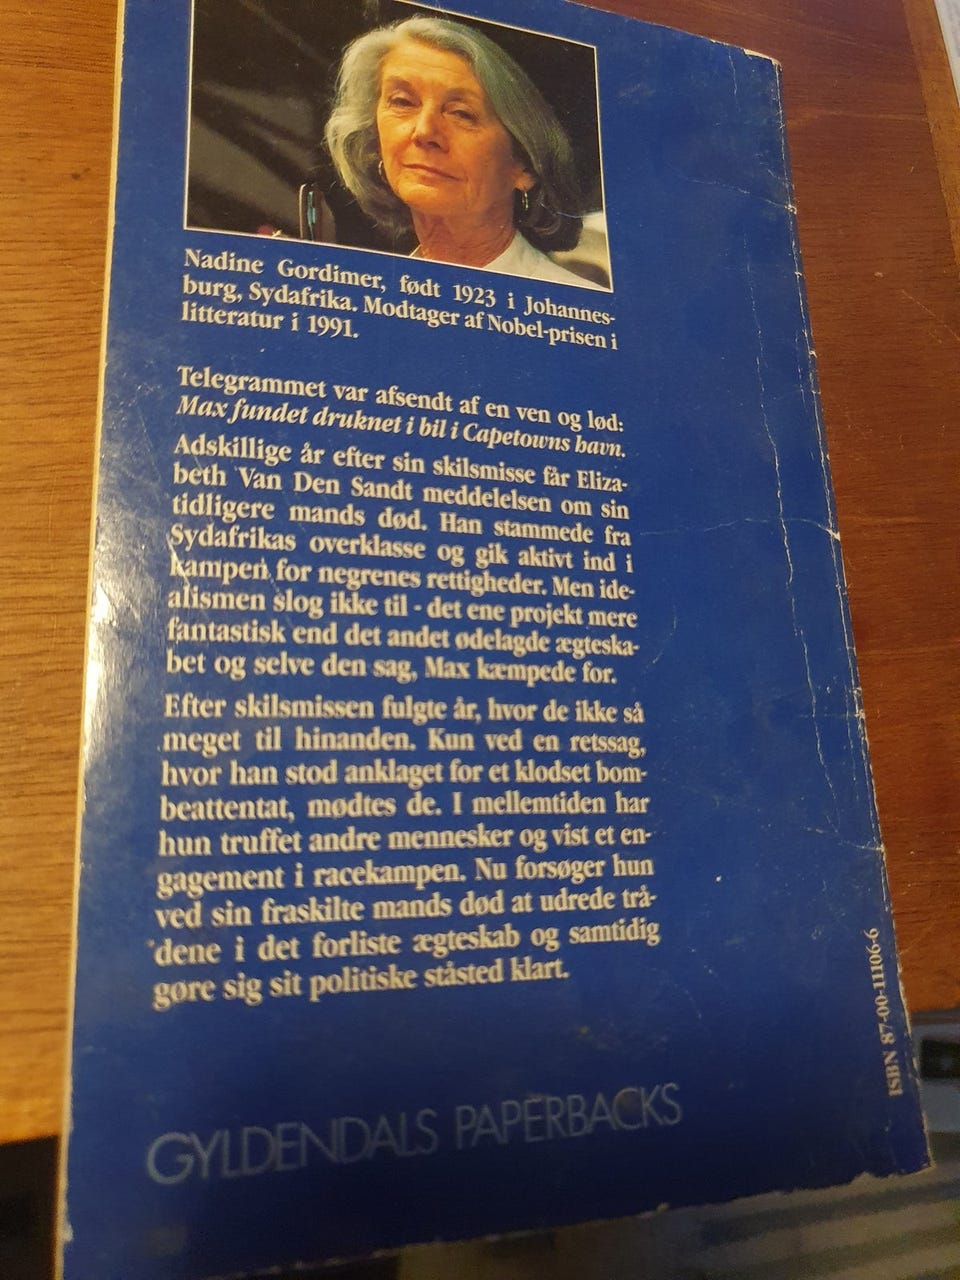 Nadine Gordimer, født 1923 i Johannes-
burg, Sydafrika. Modtager af Nobel-prisen i
litteratur i 1991.
Telegrammet var afsendt af en ven og lød:
Max fundet druknet i bil i Capetowns havn.
Adskillige år efter sin skilsmisse får Eliza-
beth Van Den Sandt meddelelsen om sin
tidligere mands død. Han stammede fra
Sydafrikas overklasse og gik aktivt ind i
kampen for negrenes rettigheder. Men ide-
alismen slog ikke til - det ene projekt mere
fantastisk end det andet ødelagde ægteska-
bet og selve den sag, Max kæmpede for.
Efter skilsmissen fulgte år, hvor de ikke så
meget til hinanden. Kun ved en retssag,
hvor han stod anklaget for et klodset bom-
beattentat, mødtes de. I mellemtiden har
hun truffet andre mennesker og vist et en-
gagement i racekampen. Nu forsøger hun
ved sin fraskilte mands død at udrede trå-
dene i det forliste ægteskab og samtidig
gøre sig sit politiske ståsted klart.
ISBN 87-00-11106-6
GYLDENDALS PAPERBACKS